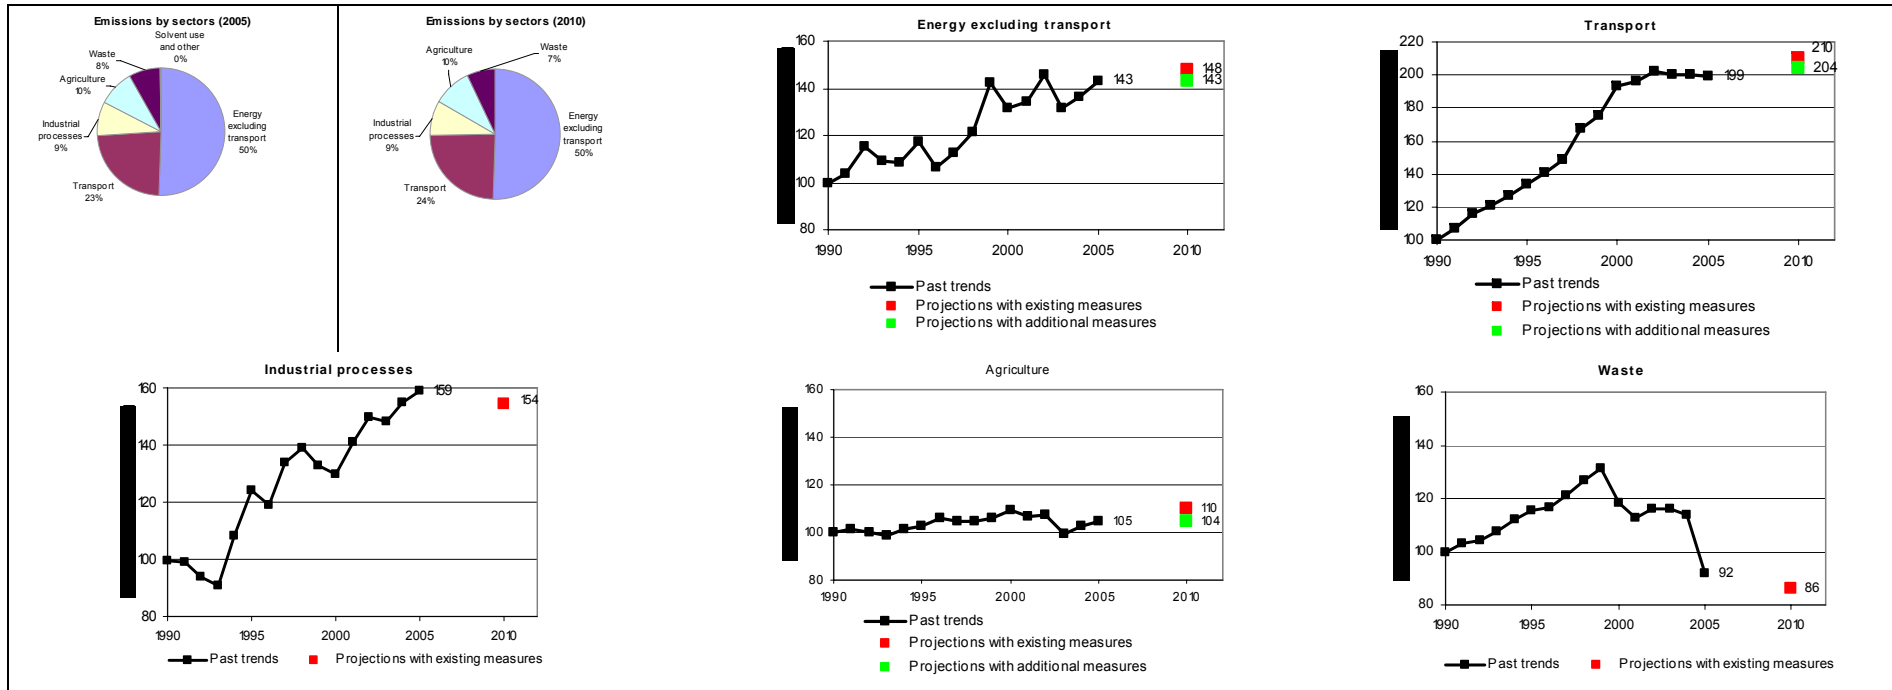 Emissions by sectors (2005)
Solvent use
and other
0%
Waste
8%
Agriculture
10%
Industrial
processes
9%
Transport
23%
Energy
excluding
transport
50%
Emissions by sectors (2010)
Waste
7%
Agriculture
10%
Industrial
processes
9%
Transport
24%
Energy
excluding
transport
50%
Energy excluding transport
160
140
120
100
80
143
148
143
1990
1995
2000
2005
2010
Past trends
Projections with existing measures
Projections with additional measures
Transport
220
200
180
160
140
120
100
199
210
204
1990
1995
2000
2005
2010
Past trends
Projections with existing measures
Projections with additional measures
Industrial processes
160
140
120
100
80
159
154
1990
1995
2000
2005
2010
Past trends
Projections with existing measures
Agriculture
160
140
120
100
80
105
110
104
1990
1995
2000
2005
2010
Past trends
Projections with existing measures
Projections with additional measures
Waste
160
140
120
100
80
92
86
1990
1995
2000
2005
2010
Past trends
Projections with existing measures